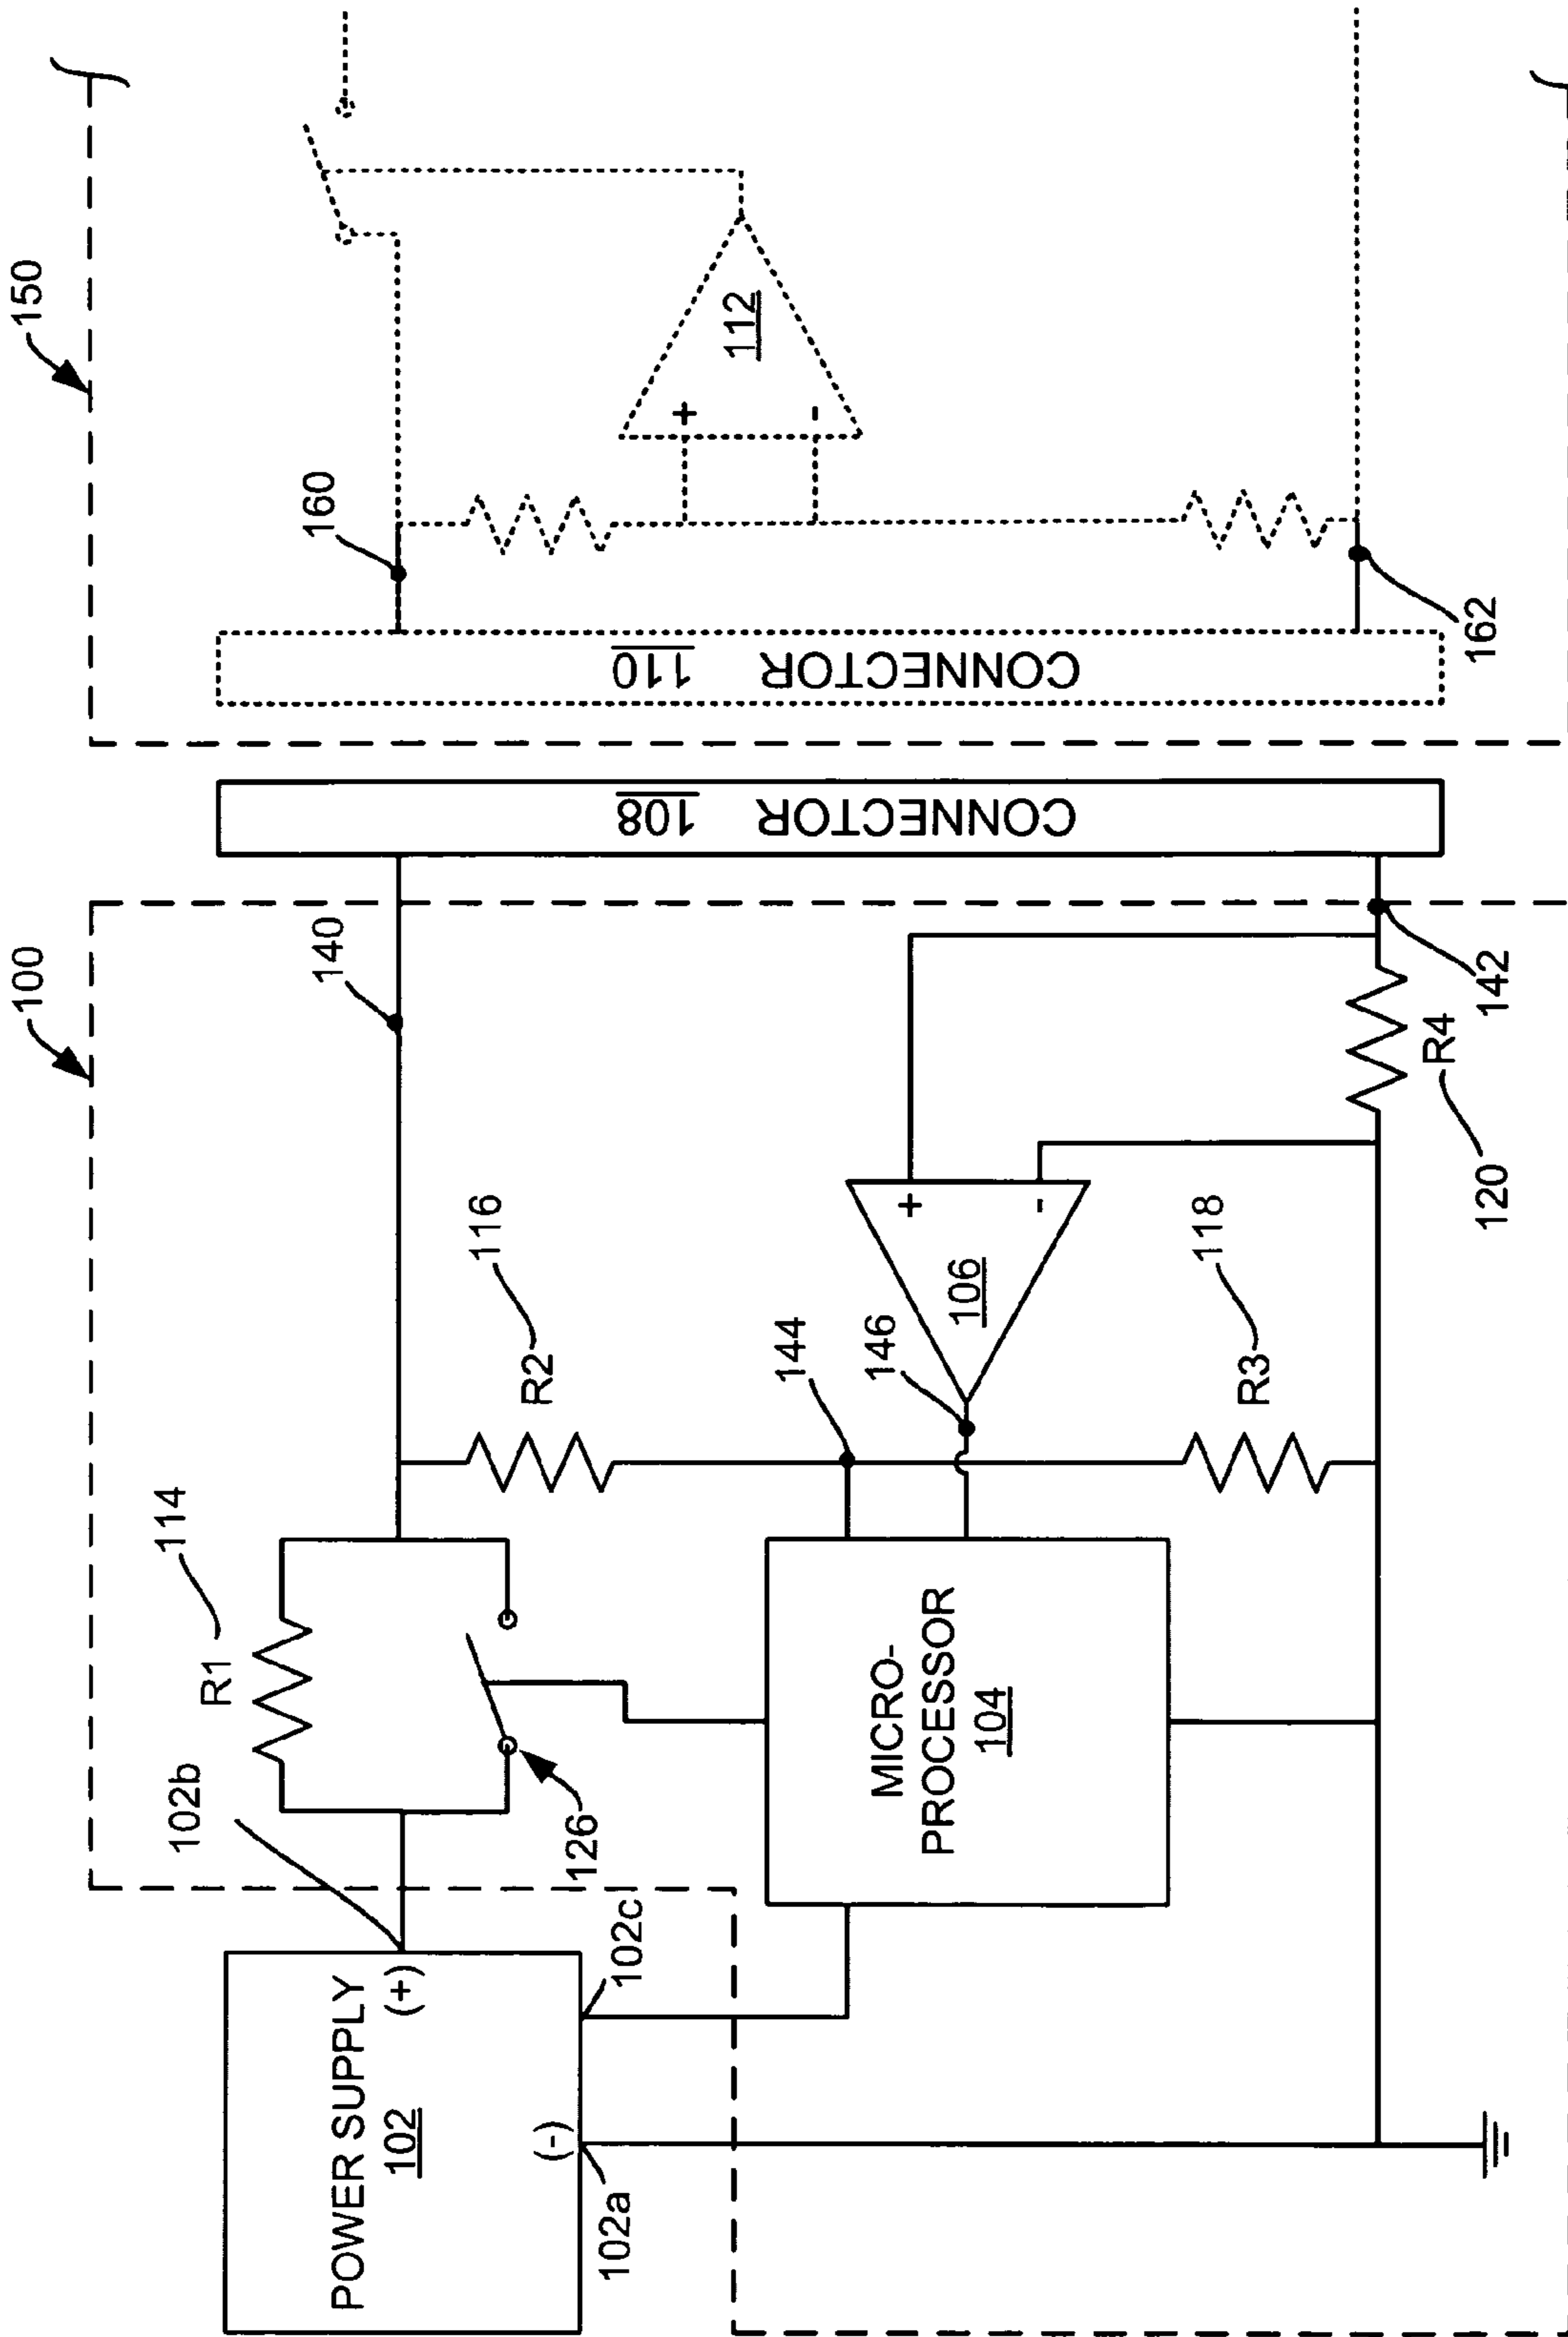 150
100
160
140
114
R1
102b
POWER SUPPLY
102
(+)
(-)
102c
102a
126
116
R2
144
146
106
+
-
MICRO-
PROCESSOR
104
118
R3
R4
120
142
CONNECTOR 108
CONNECTOR 110
112
+
-
162